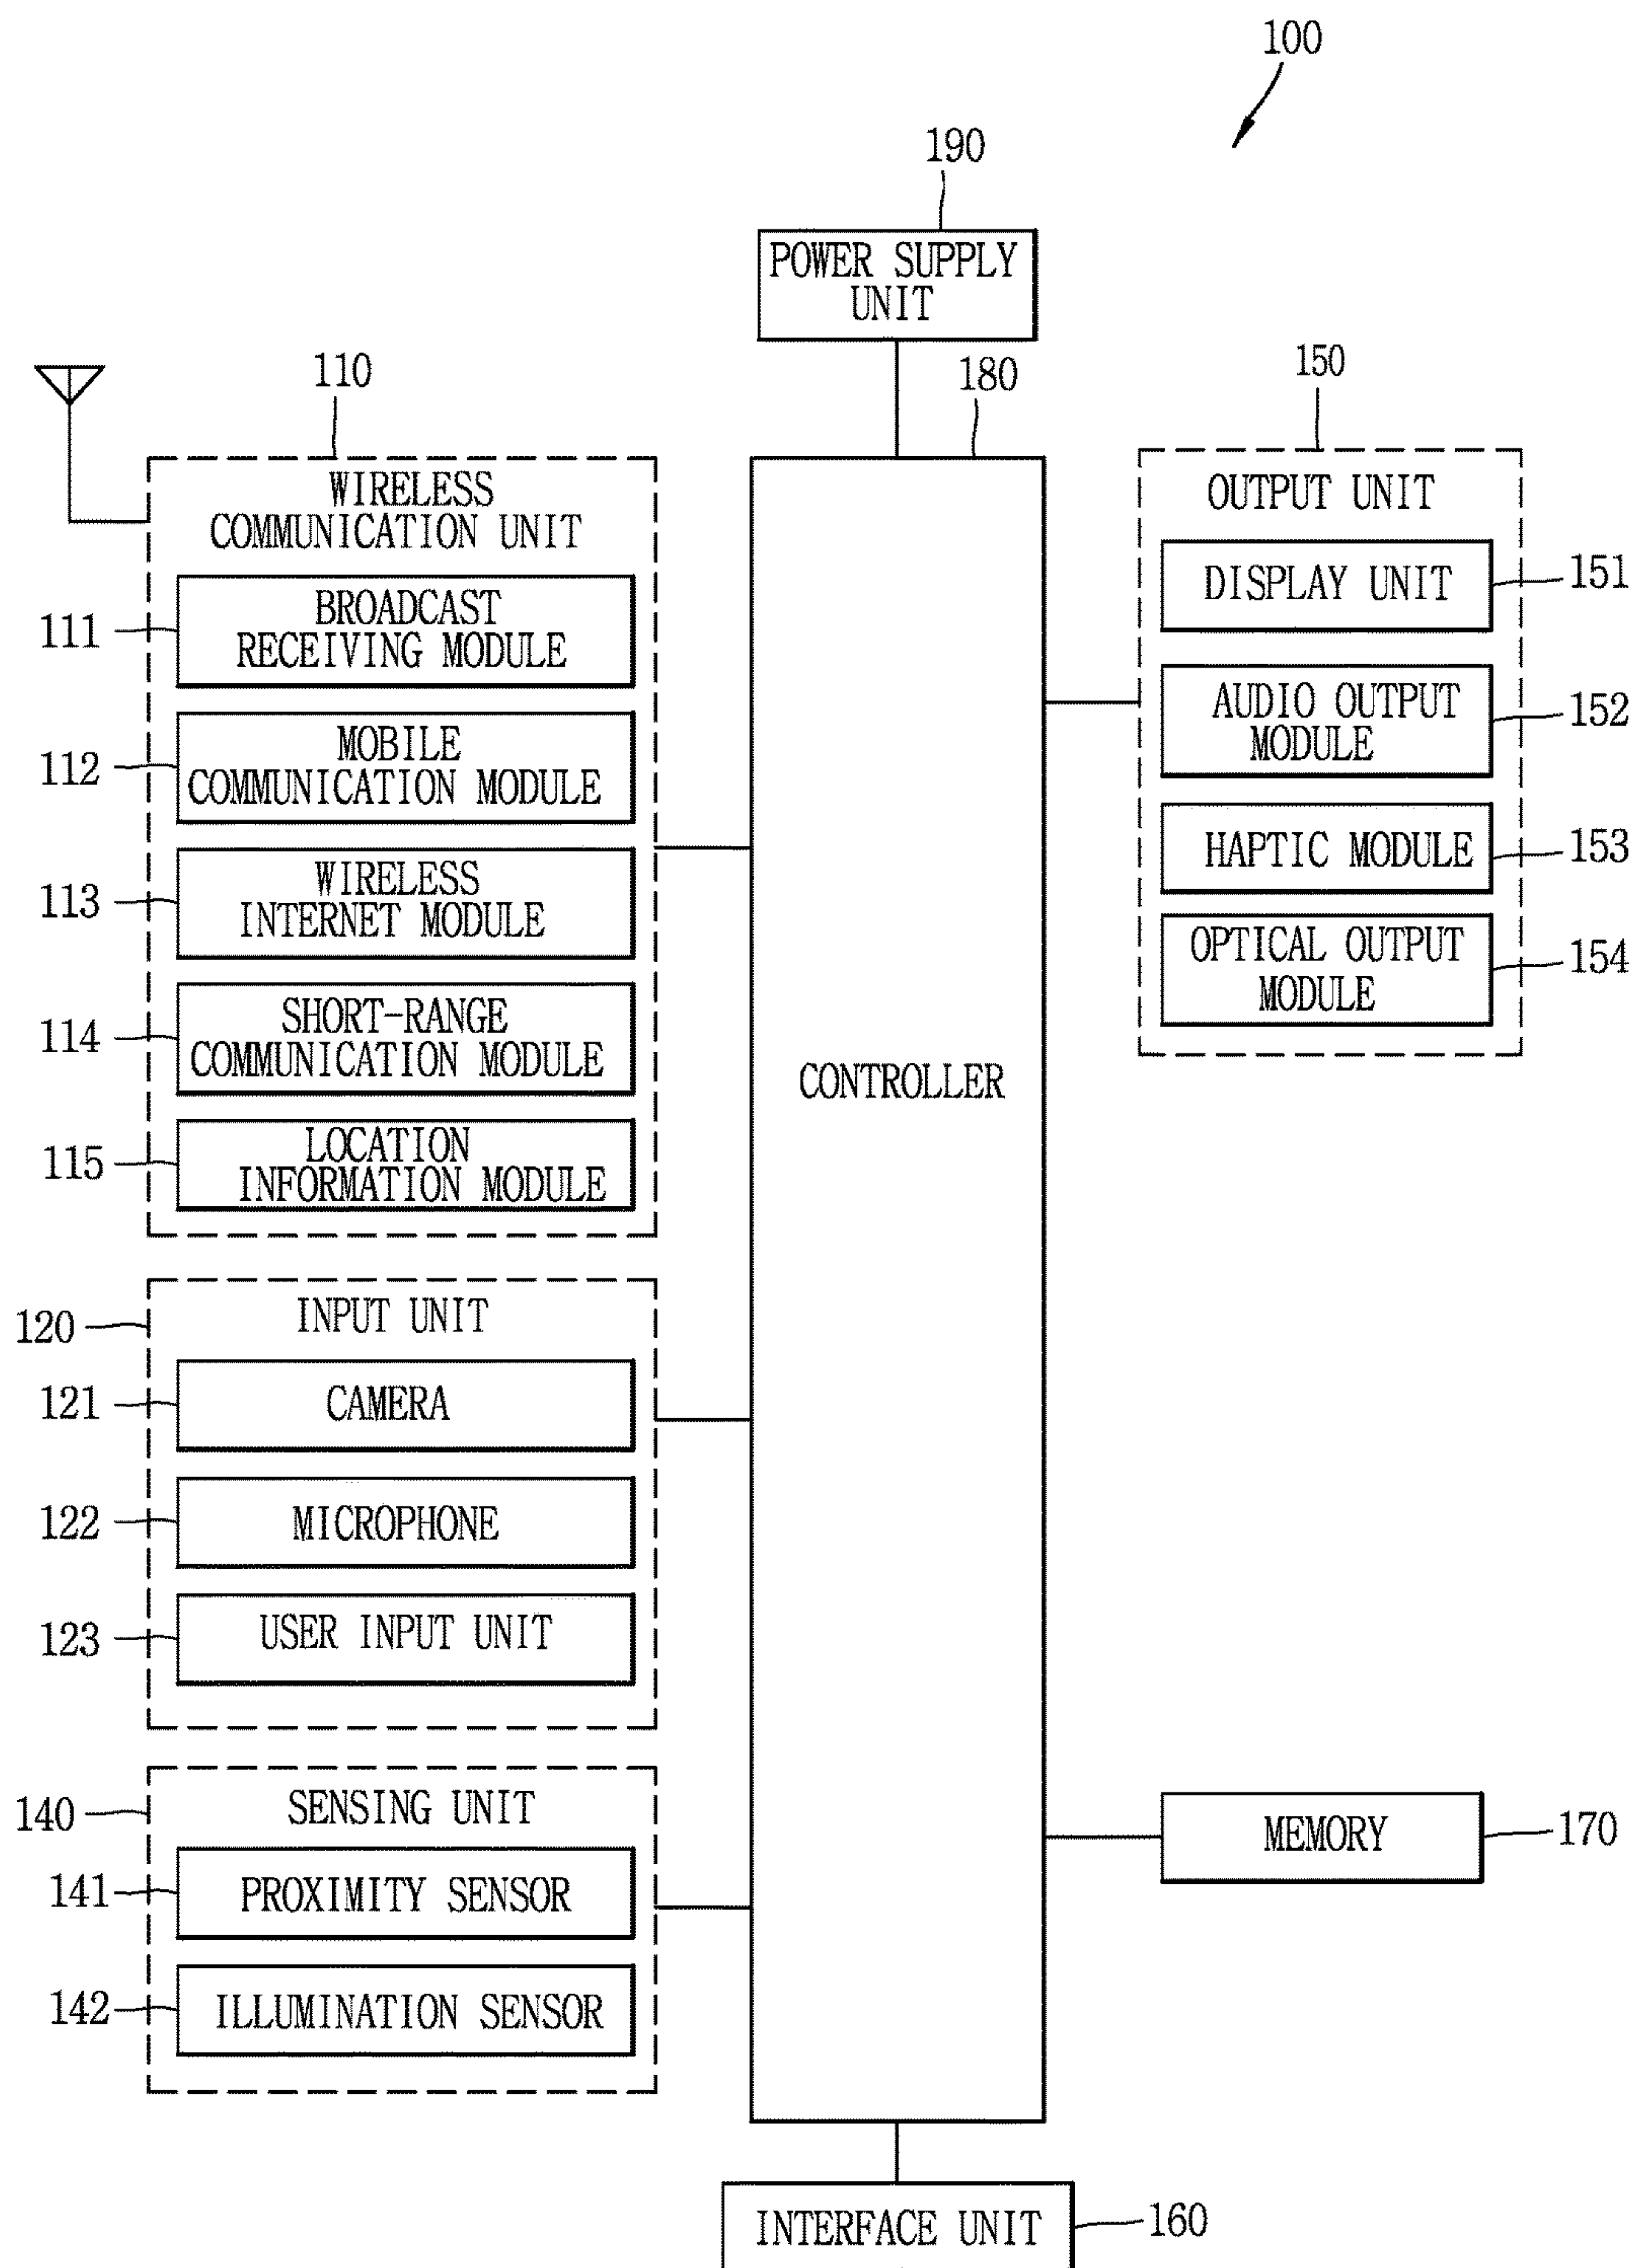 100
190
POWER SUPPLY
UNIT
110
180
150
WIRELESS
COMMUNICATION UNIT
111
BROADCAST
RECEIVING MODULE
112
MOBILE
COMMUNICATION MODULE
113
WIRELESS
INTERNET MODULE
114
SHORT-RANGE
COMMUNICATION MODULE
115
LOCATION
INFORMATION MODULE
120
INPUT UNIT
121
CAMERA
122
MICROPHONE
123
USER INPUT UNIT
140
SENSING UNIT
141
PROXIMITY SENSOR
142
ILLUMINATION SENSOR
CONTROLLER
OUTPUT UNIT
DISPLAY UNIT
151
AUDIO OUTPUT
MODULE
152
HAPTIC MODULE
153
OPTICAL OUTPUT
MODULE
154
MEMORY
170
INTERFACE UNIT
160